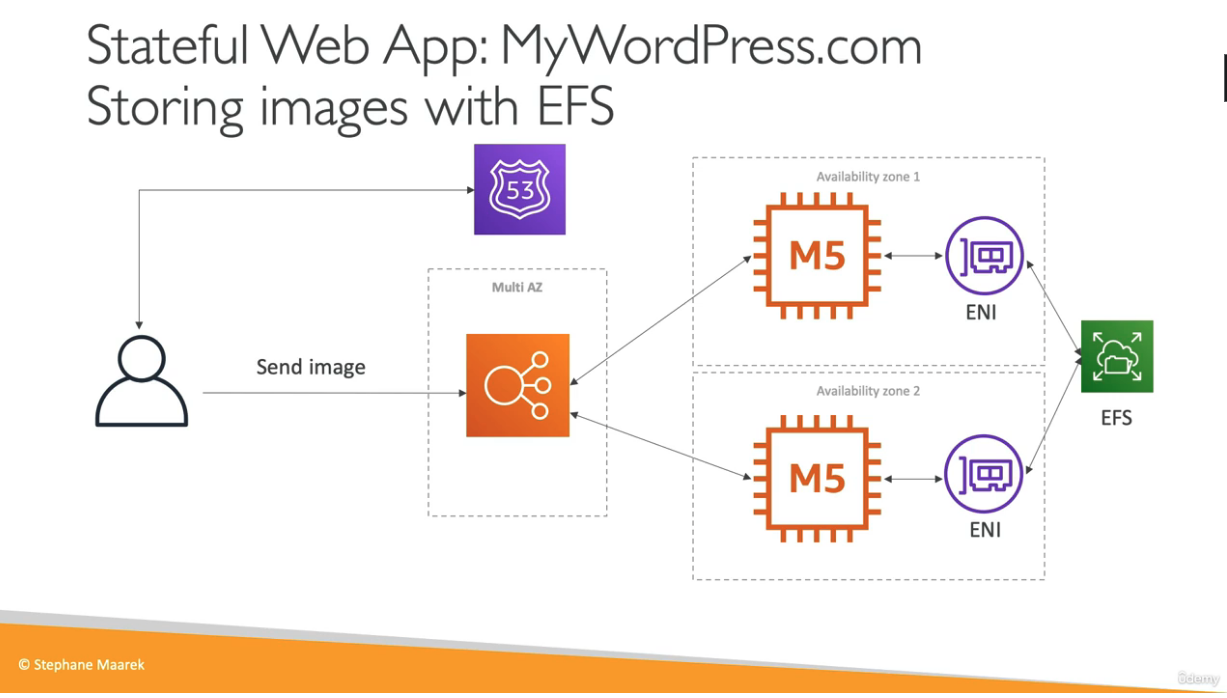 Stateful Web App: MyWordPress.com
Storing images with EFS
53
Availability zone 1
M5
ENI
Multi AZ
Send image
EFS
Availability zone 2
M5
ENI
© Stephane Maarek
ûdemy